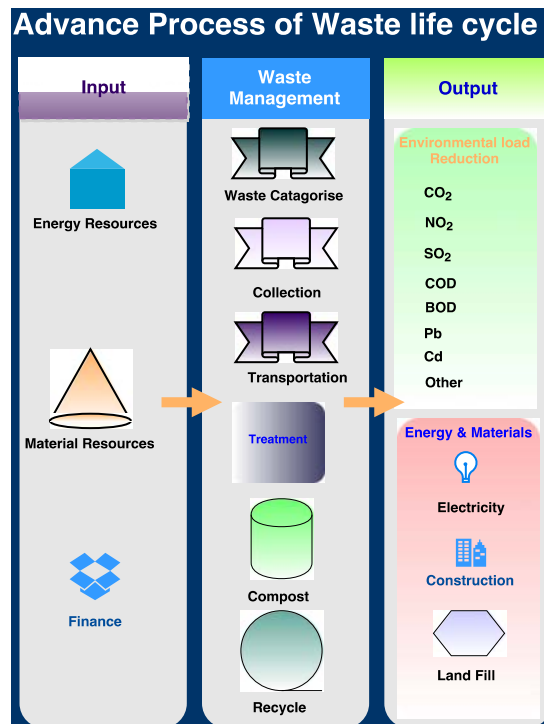 Advance Process of Waste life cycle
Input
Energy Resources
Material Resources
Finance
Waste
Management
Waste Catagorise
Collection
Transportation
Treatment
Compost
Recycle
Output
Environmental load
Reduction
CO₂
NO₂
SO₂
COD
BOD
Pb
Cd
Other
Energy & Materials
Electricity
Construction
Land Fill